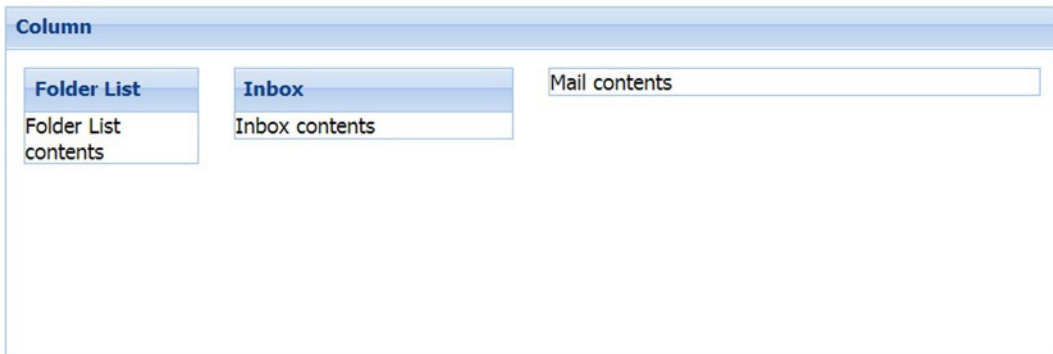 Column
Folder List
Folder List
contents
Inbox
Inbox contents
Mail contents